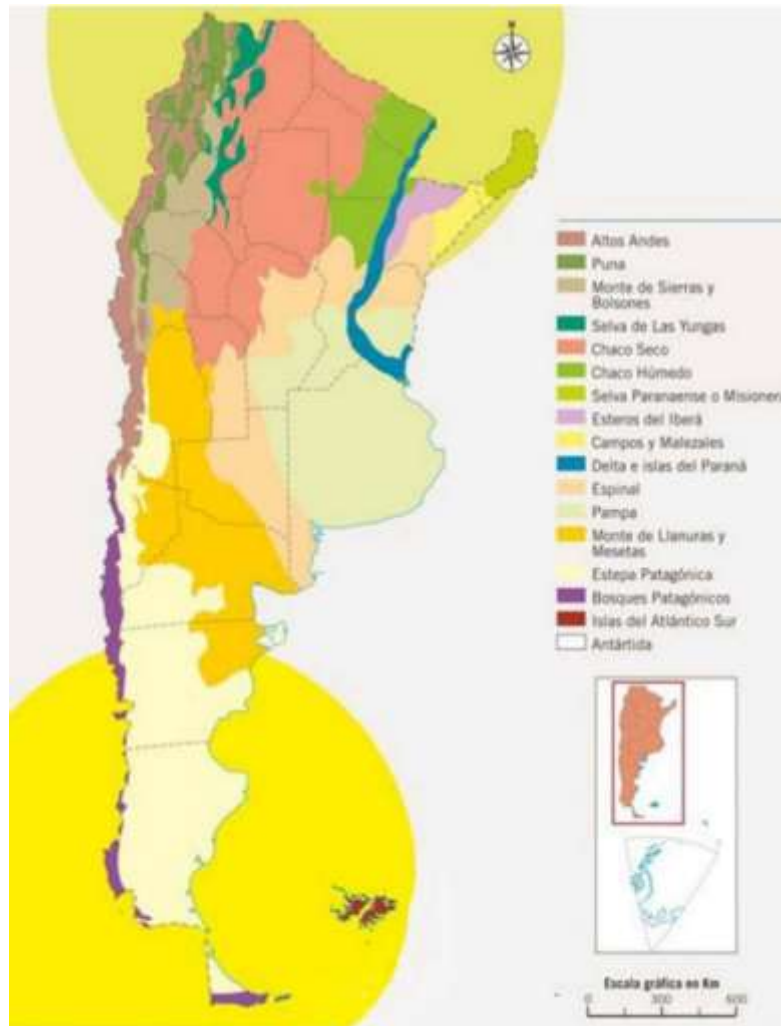 N
Altos Andes
Puna
Monte de Sierras y
Bolsones
Selva de Las Yungas
Chaco Seco
Chaco Húmedo
Selva Paranaense o Misionera
Esteros del Iberá
Campos y Malezales
Delta e islas del Paraná
Espinal
Pampa
Monte de Llanuras y
Mesetas
Estepa Patagónica
Bosques Patagónicos
Islas del Atlántico Sur
Antártida
Escala gráfica en Km
0 300 600